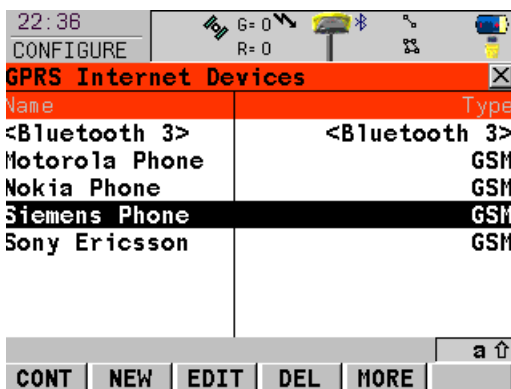 22:36
CONFIGURE
G= 0
R= 0
GPRS Internet Devices
Name Type
<Bluetooth 3> <Bluetooth 3>
Motorola Phone GSM
Nokia Phone GSM
Siemens Phone GSM
Sony Ericsson GSM
a
CONT NEW EDIT DEL MORE